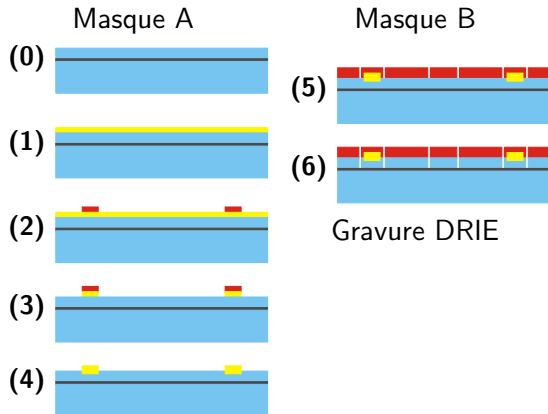 Masque A
(0)
(1)
(2)
(3)
(4)
Masque B
(5)
(6)
Gravure DRIE